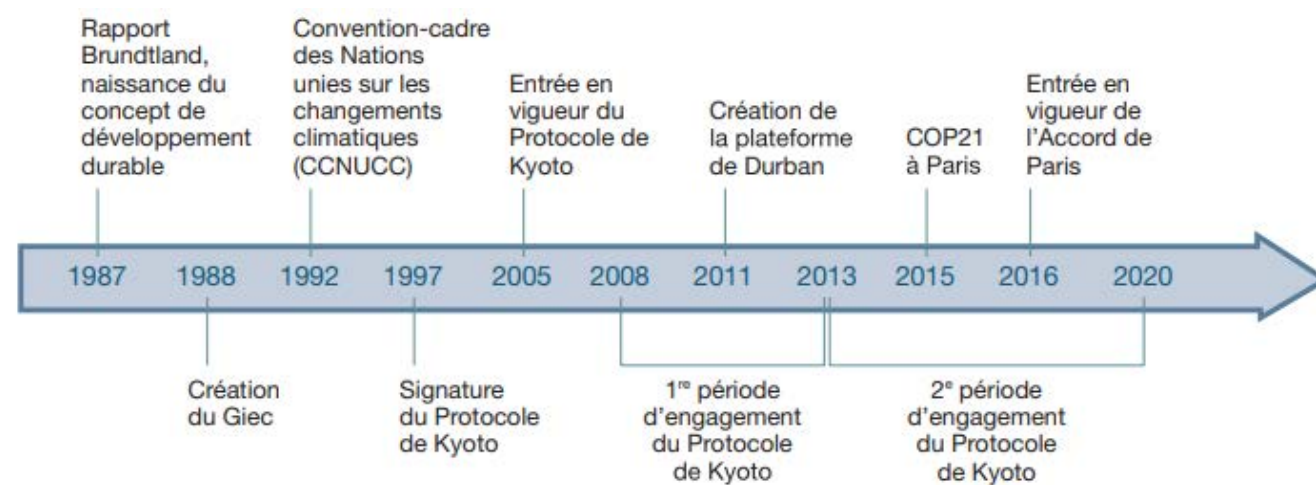 Rapport
Brundtland,
naissance du
concept de
développement
durable
Convention-cadre
des Nations
unies sur les
changements
climatiques
(CCNUCC)
Entrée en
vigueur du
Protocole de
Kyoto
Création de
la plateforme
de Durban
COP21
à Paris
Entrée en
vigueur de
l’Accord de
Paris
1987 1988 1992 1997 2005 2008 2011 2013 2015 2016 2020
Création
du Giec
Signature
du Protocole
de Kyoto
1re période
d’engagement
du Protocole
de Kyoto
2e période
d’engagement
du Protocole
de Kyoto